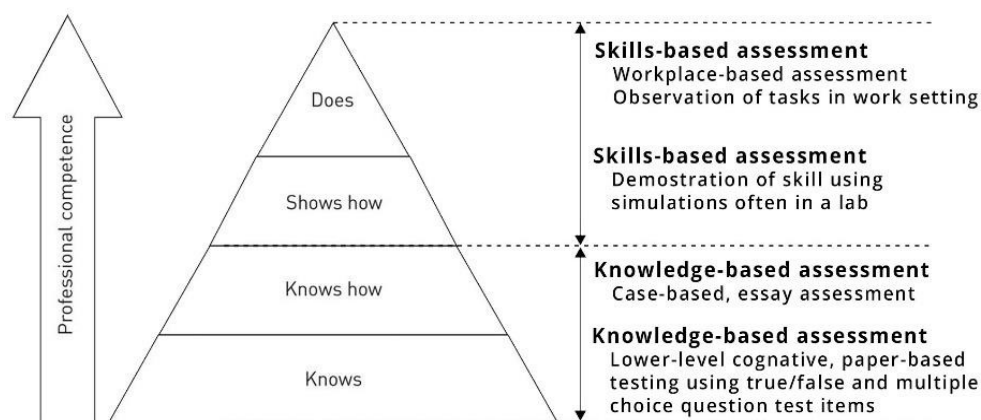 Professional competence
Does
Shows how
Knows how
Knows
Skills-based assessment
Workplace-based assessment
Observation of tasks in work setting
Skills-based assessment
Demostration of skill using
simulations often in a lab
Knowledge-based assessment
Case-based, essay assessment
Knowledge-based assessment
Lower-level cognative, paper-based
testing using true/false and multiple
choice question test items